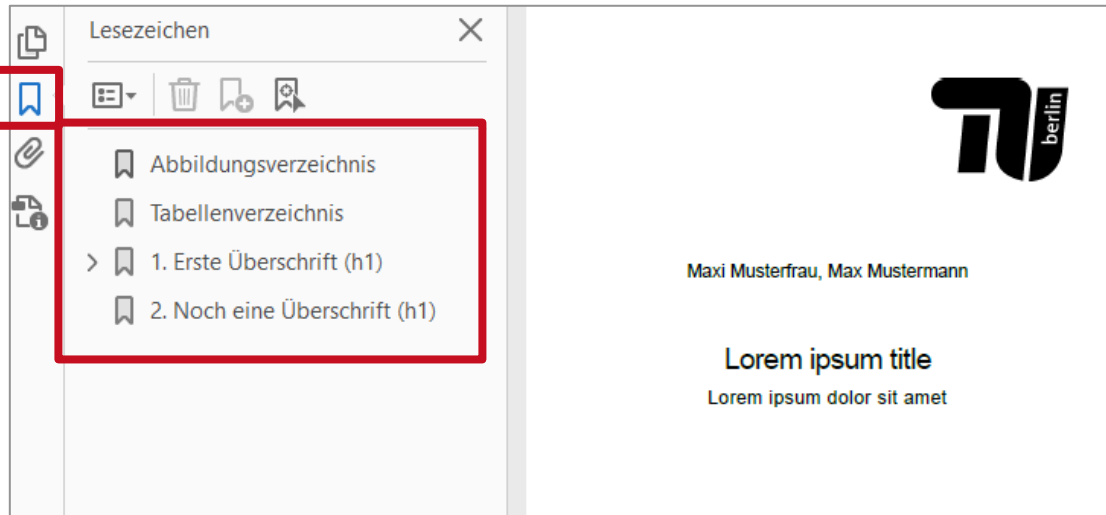 Lesezeichen
Abbildungsverzeichnis
Tabellenverzeichnis
1. Erste Überschrift (h1)
2. Noch eine Überschrift (h1)
berlin
Maxi Musterfrau, Max Mustermann
Lorem ipsum title
Lorem ipsum dolor sit amet